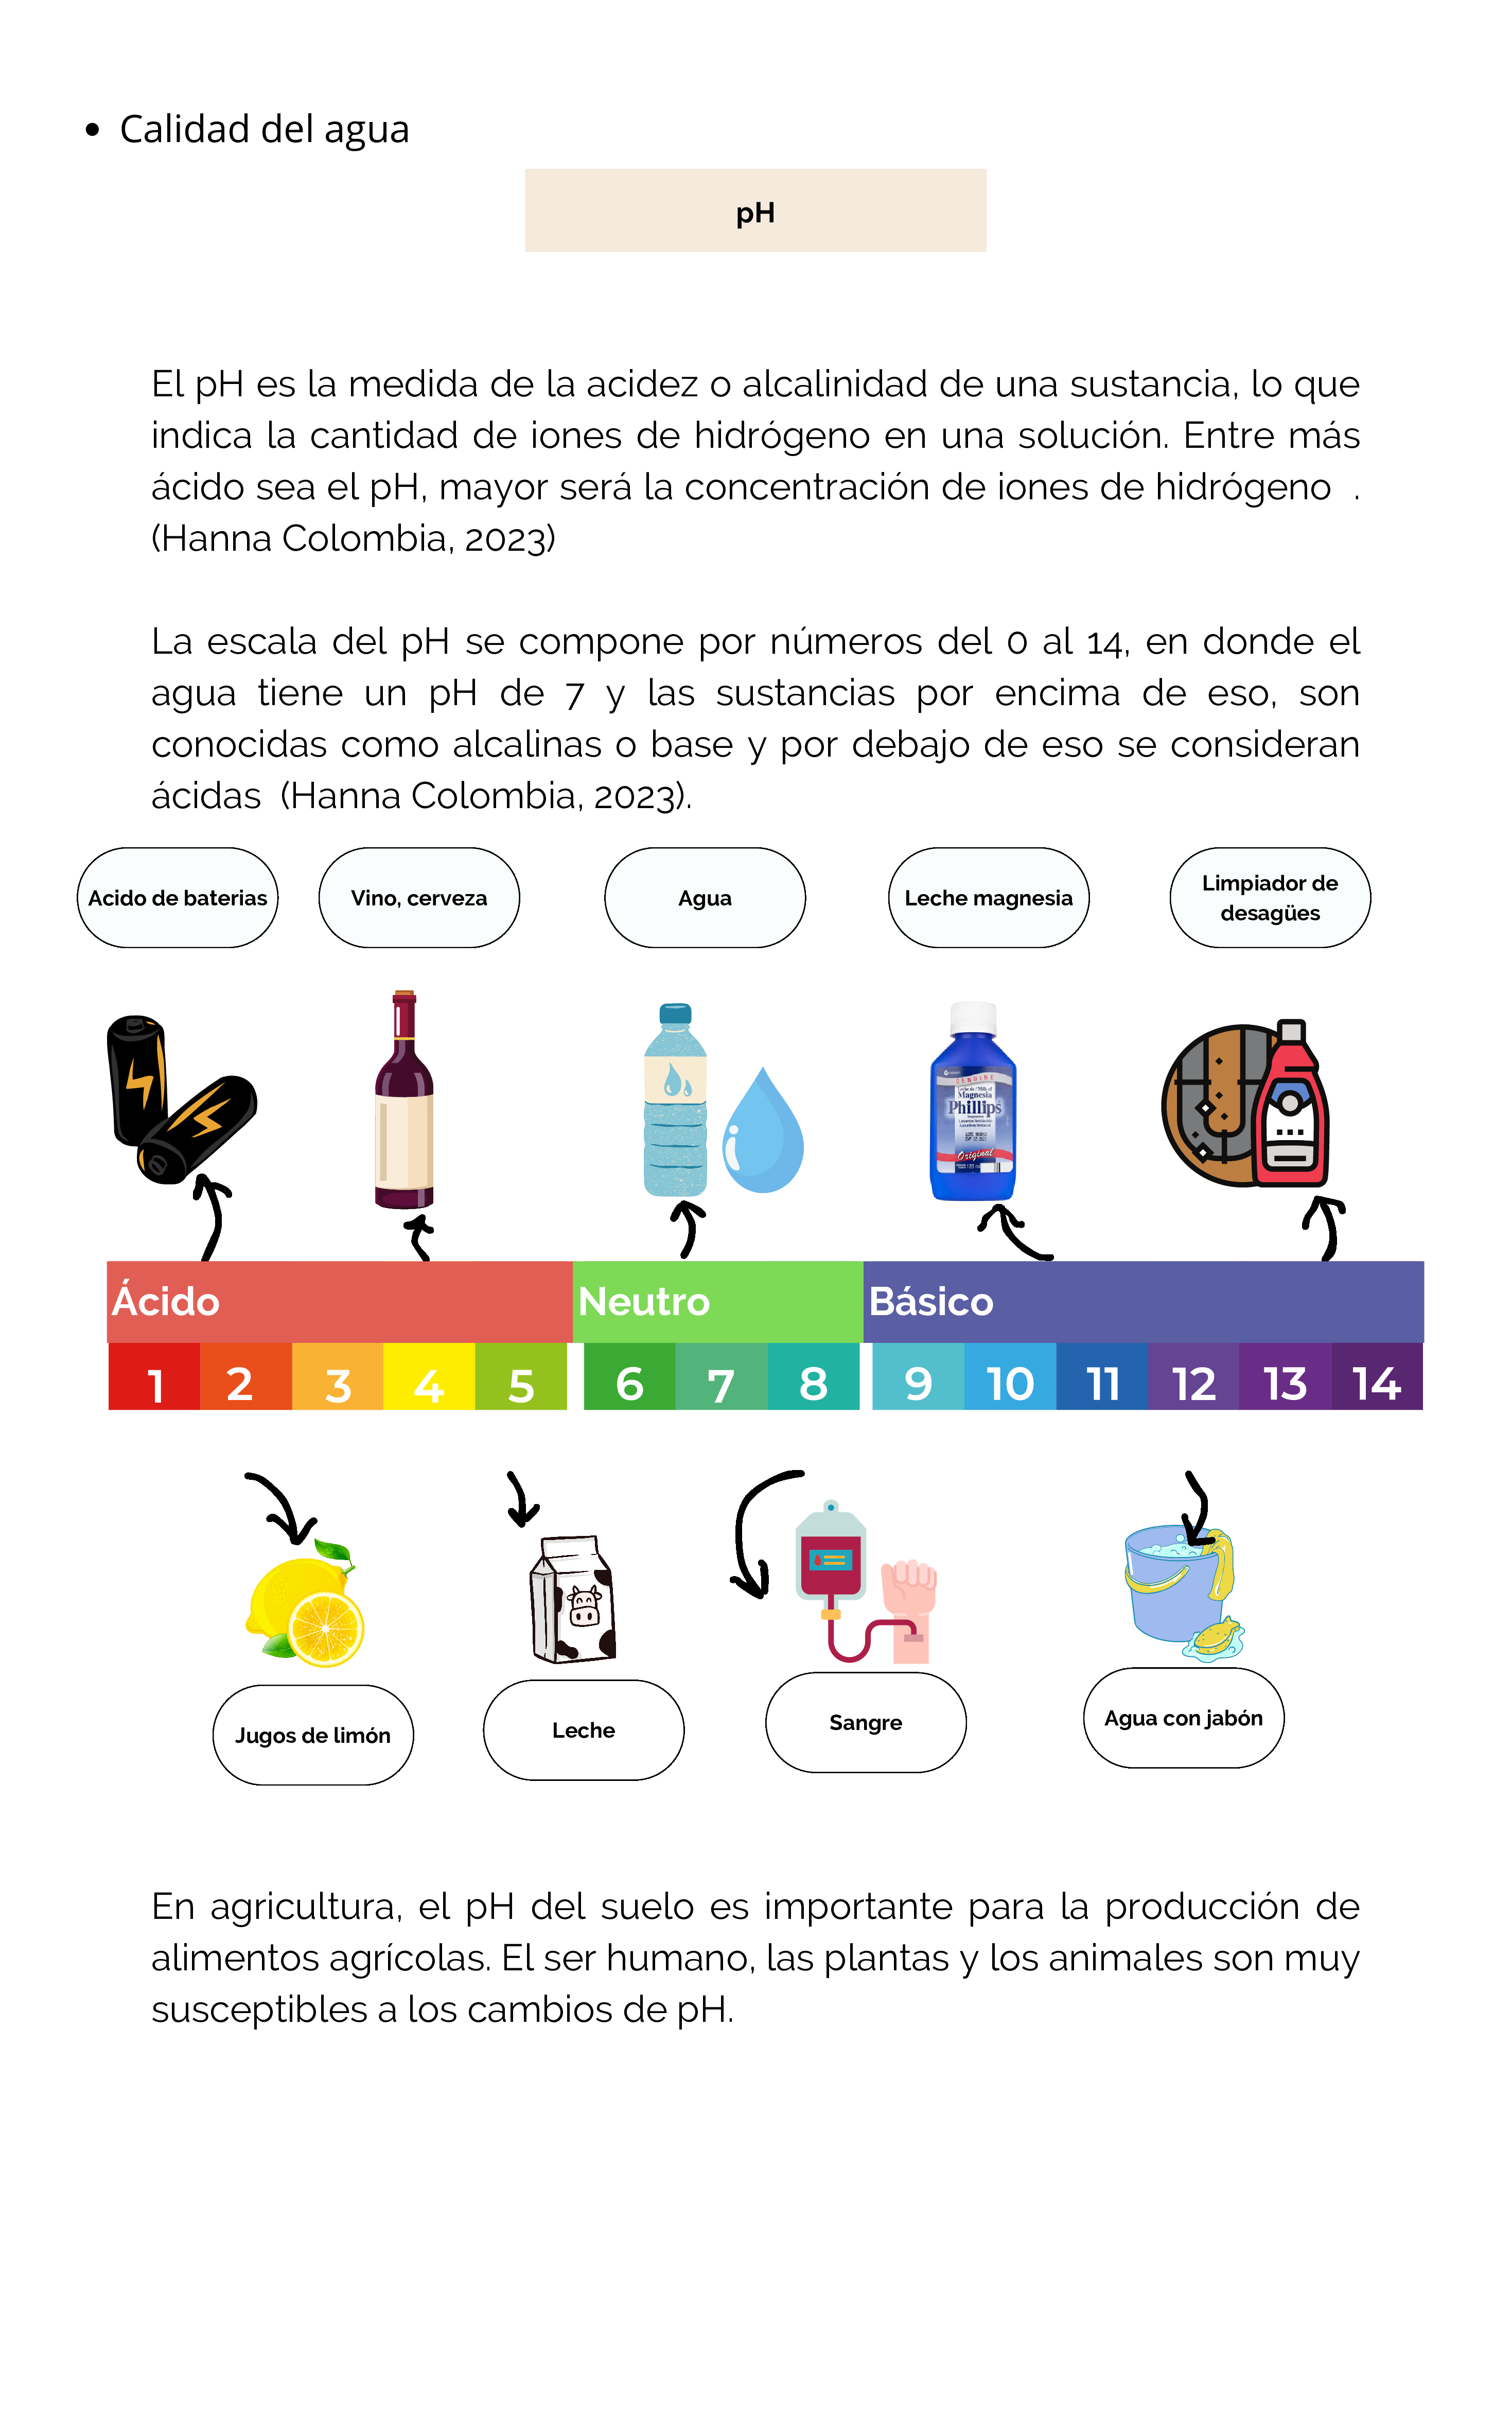 • Calidad del agua
pH
El pH es la medida de la acidez o alcalinidad de una sustancia, lo que
indica la cantidad de iones de hidrógeno en una solución. Entre más
ácido sea el pH, mayor será la concentración de iones de hidrógeno .
(Hanna Colombia, 2023)
La escala del pH se compone por números del 0 al 14, en donde el
agua tiene un pH de 7 y las sustancias por encima de eso, son
conocidas como alcalinas o base y por debajo de eso se consideran
ácidas (Hanna Colombia, 2023).
Acido de baterias
Vino, cerveza
Agua
Leche magnesia
Limpiador de
desagües
GENUINE
Leche de / Milk of
Magnesia
Phillips
Original
Ácido
Neutro
Básico
1 2 3 4 5 6 7 8 9 10 11 12 13 14
Jugos de limón
Leche
Sangre
Agua con jabón
En agricultura, el pH del suelo es importante para la producción de
alimentos agrícolas. El ser humano, las plantas y los animales son muy
susceptibles a los cambios de pH.